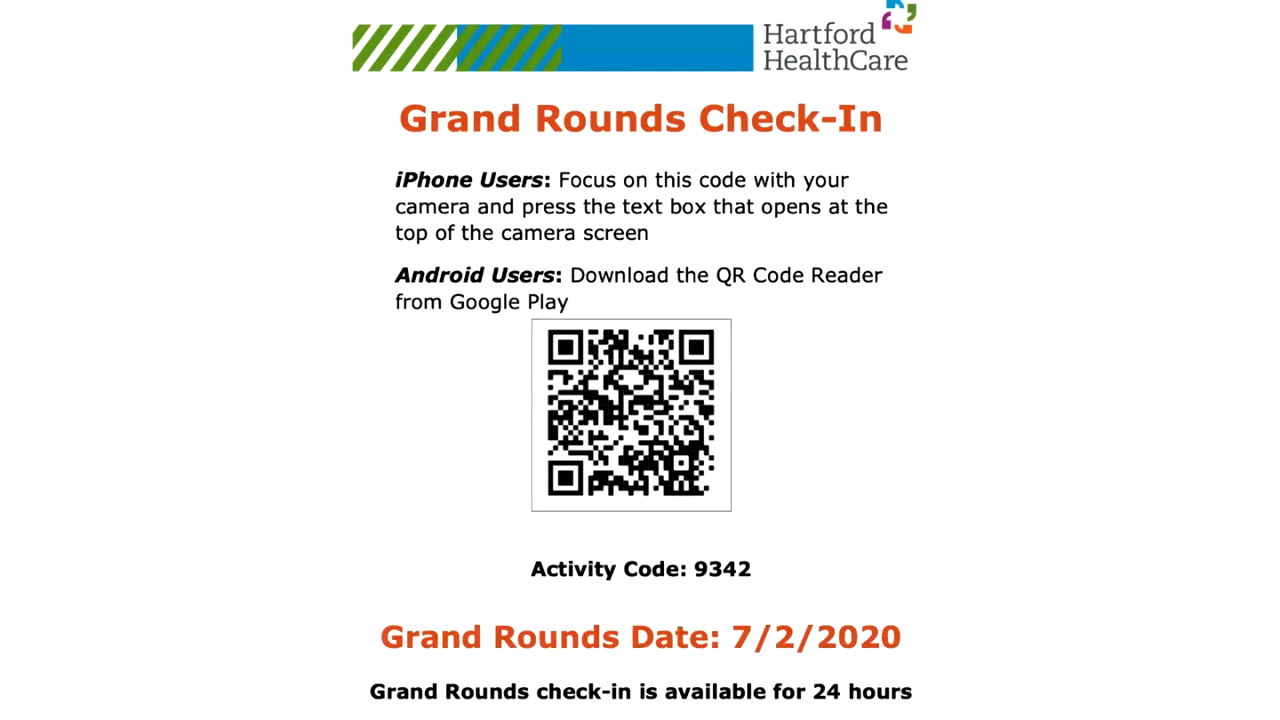 Hartford
HealthCare
Grand Rounds Check-In
iPhone Users: Focus on this code with your
camera and press the text box that opens at the
top of the camera screen
Android Users: Download the QR Code Reader
from Google Play
Activity Code: 9342
Grand Rounds Date: 7/2/2020
Grand Rounds check-in is available for 24 hours